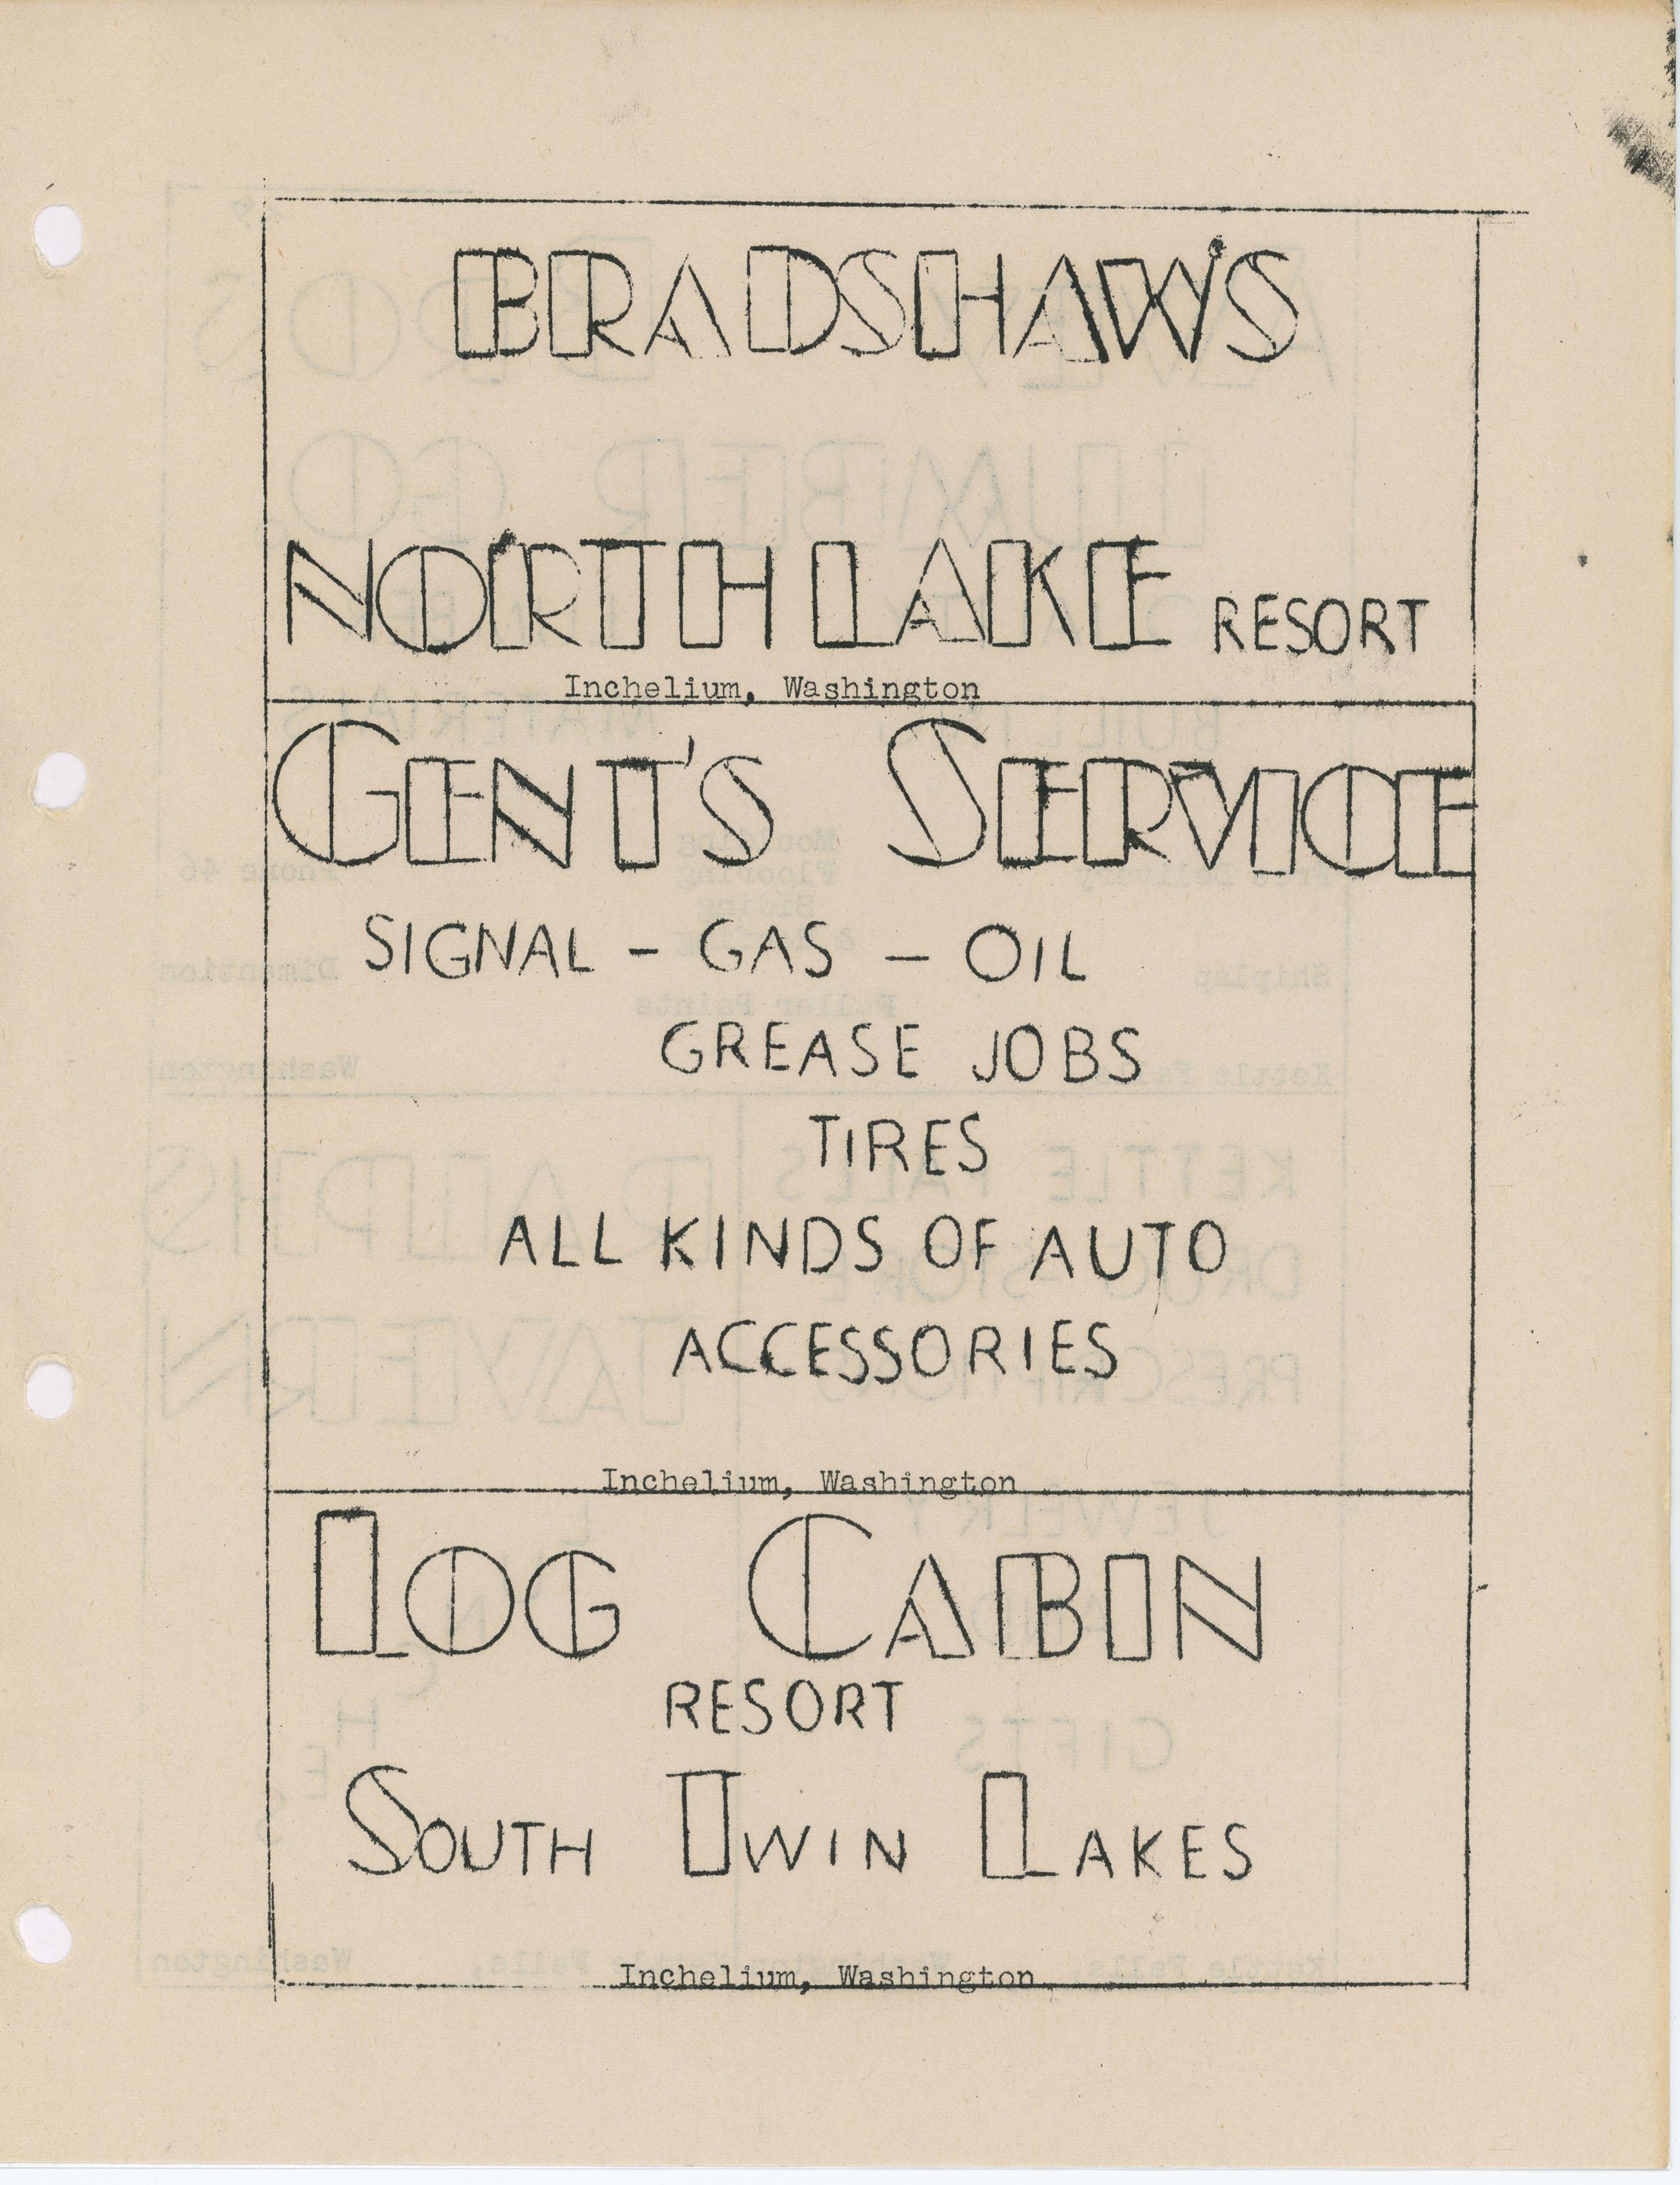 BRADSHAW'S
NORTH LAKE RESORT
Inchelium, Washington
GENT'S SERVICE
SIGNAL - GAS - OIL
GREASE JOBS
TIRES
ALL KINDS OF AUTO
ACCESSORIES
Inchelium, Washington
LOG CABIN
RESORT
SOUTH TWIN LAKES
Inchelium, Washington